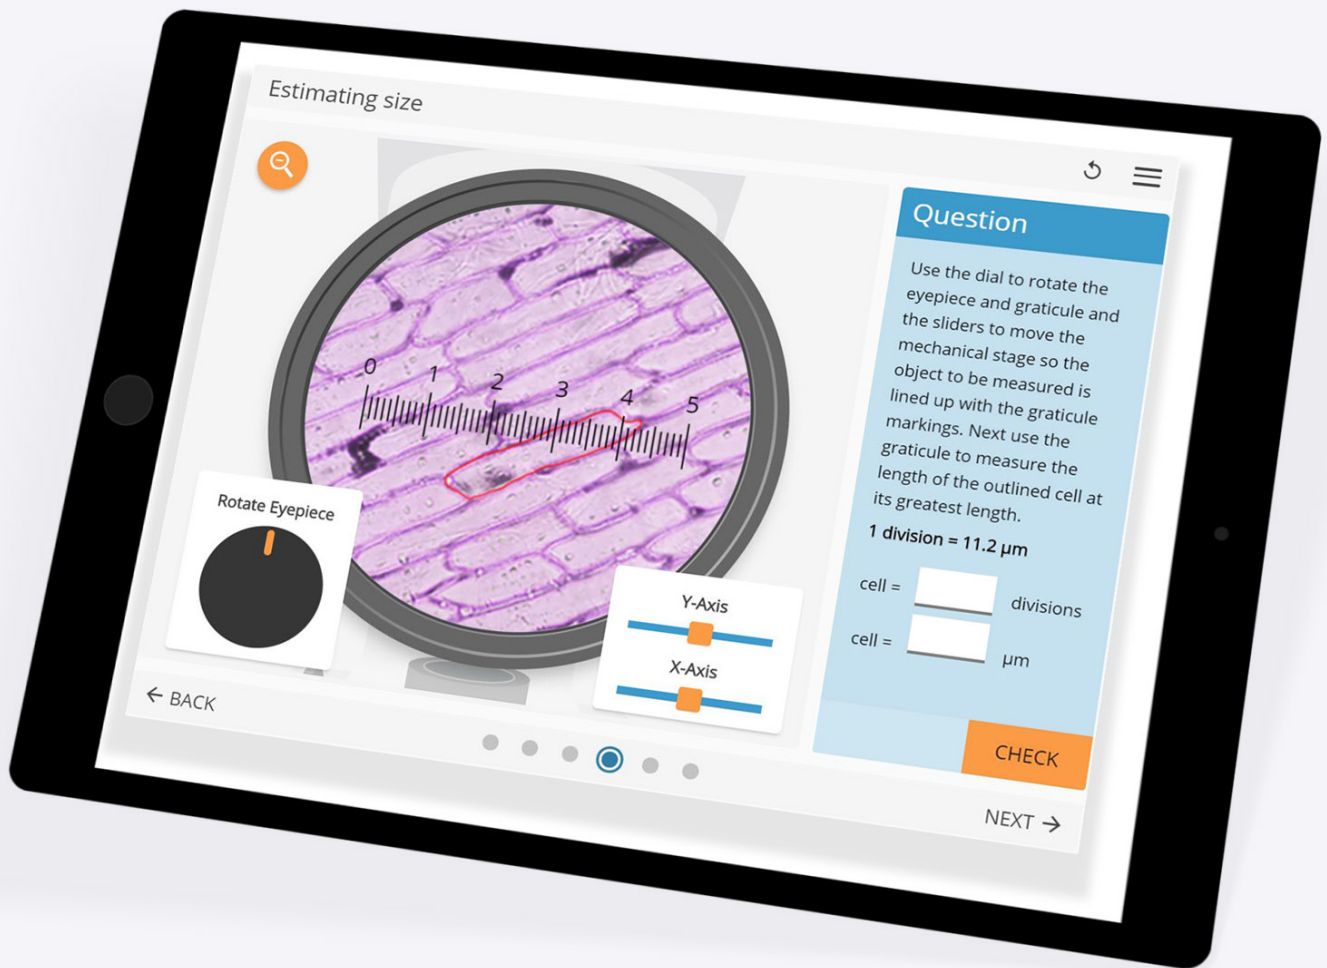 Estimating size
0 1 2 3 4 5
Rotate Eyepiece
Y-Axis
X-Axis
Question
Use the dial to rotate the
eyepiece and graticule and
the sliders to move the
mechanical stage so the
object to be measured is
lined up with the graticule
markings. Next use the
graticule to measure the
length of the outlined cell at
its greatest length.
1 division = 11.2 μm
cell = divisions
cell = μm
CHECK
← BACK
NEXT →